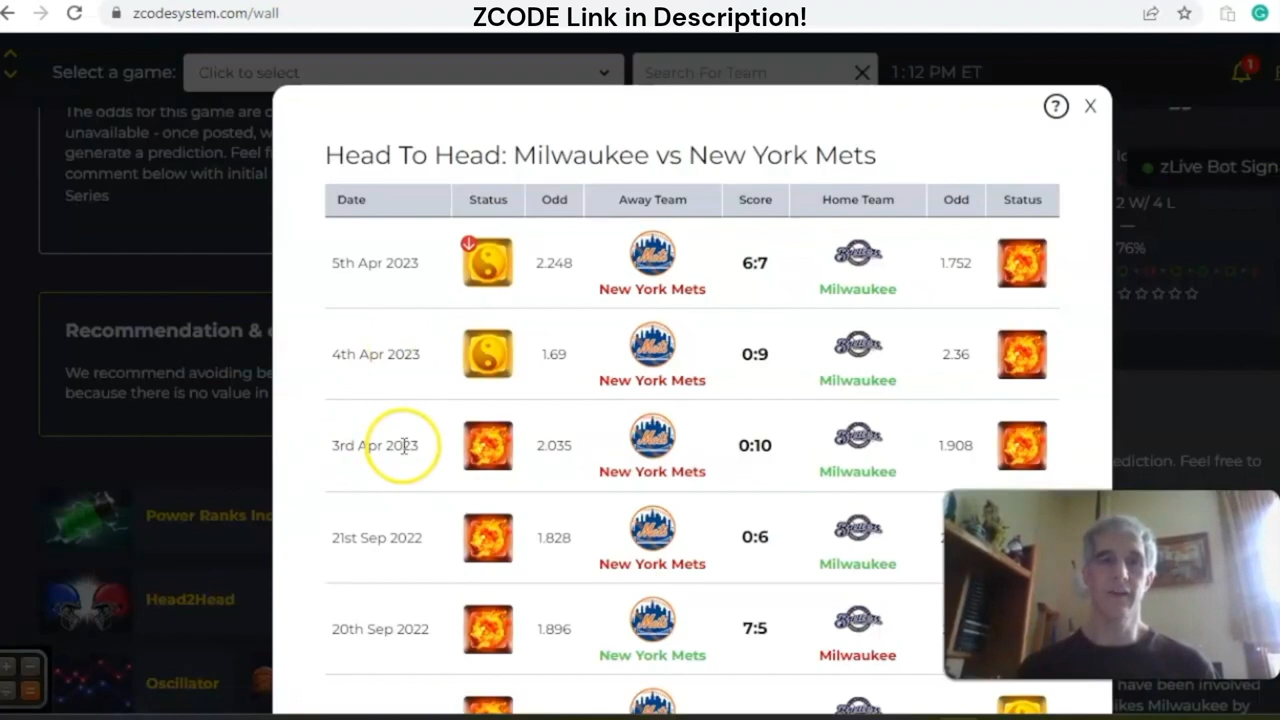 zcodesystem.com/wall
ZCODE Link in Description!
Select a game:
Click to select
Search For Team
1:12 PM ET
1
The odds for this game are
unavailable - once posted, w
generate a prediction. Feel f
comment below with initial
Series
zLive Bot Sign
2 W/ 4 L
76%
Recommendation &
We recommend avoiding be
because there is no value in
Power Ranks Ind
Head2Head
Oscillator
?
X
Head To Head: Milwaukee vs New York Mets
Date Status Odd Away Team Score Home Team Odd Status
5th Apr 2023 2.248 New York Mets 6:7 Milwaukee 1.752
4th Apr 2023 1.69 New York Mets 0:9 Milwaukee 2.36
3rd Apr 2023 2.035 New York Mets 0:10 Milwaukee 1.908
21st Sep 2022 1.828 New York Mets 0:6 Milwaukee
20th Sep 2022 1.896 New York Mets 7:5 Milwaukee
ediction. Feel free to
have been involved
ikes Milwaukee by